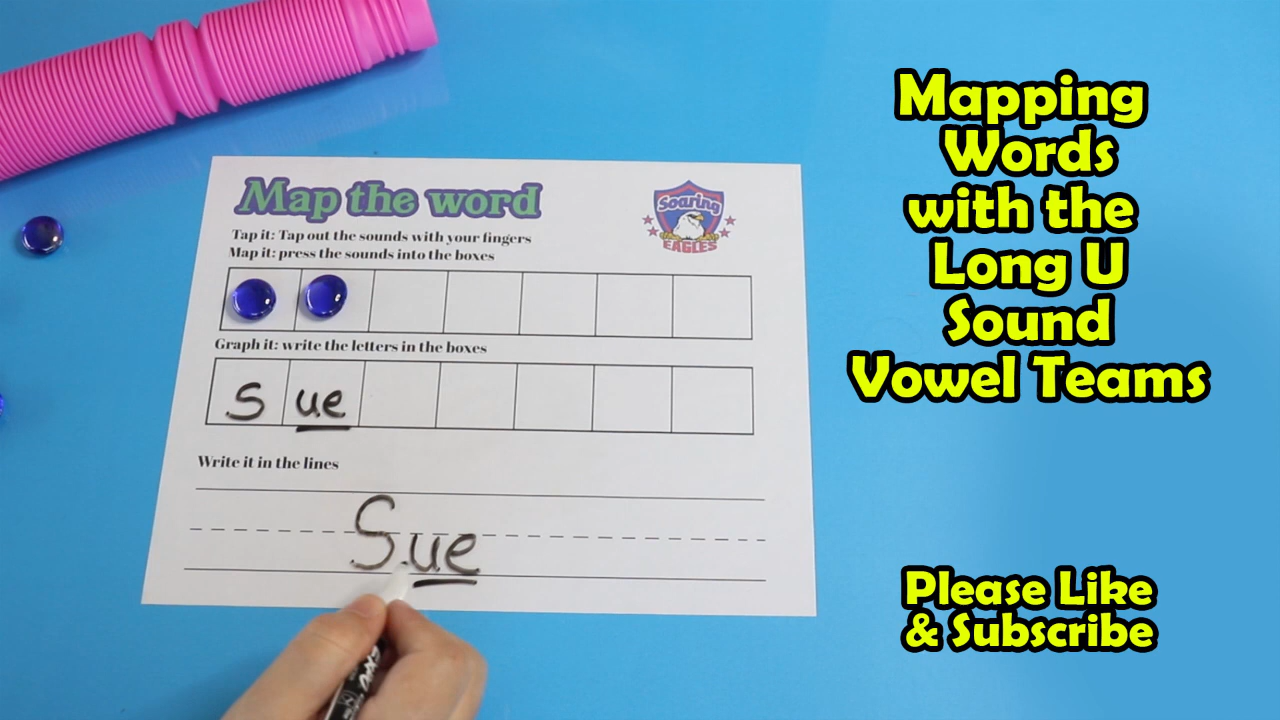 Mapping
Words
with the
Long U
Sound
Vowel Teams
Please Like
& Subscribe
Map the word
Soaring
EAGLES
Tap it: Tap out the sounds with your fingers
Map it: press the sounds into the boxes
Graph it: write the letters in the boxes
s ue
Write it in the lines
Sue
EXPO